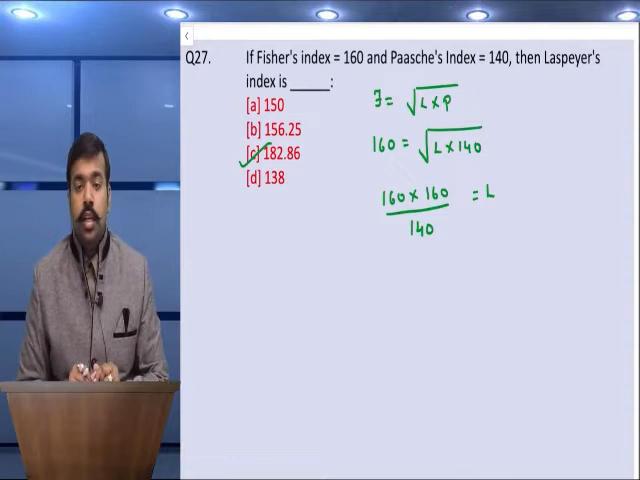 Q27. If Fisher's index = 160 and Paasche's Index = 140, then Laspeyer's
index is ______:
[a] 150
[b] 156.25
[c] 182.86
[d] 138
F = √L × P
160 = √L × 140
160 × 160 / 140 = L